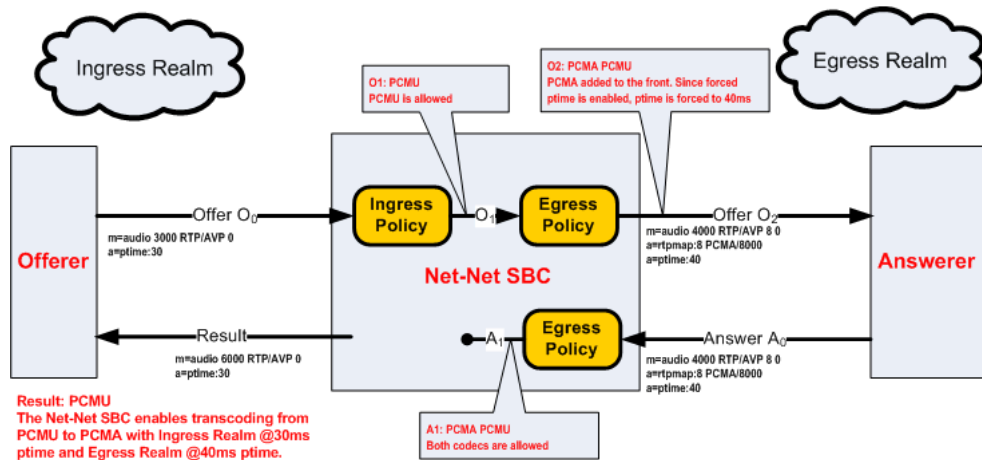 Ingress Realm
Egress Realm
O1: PCMU
PCMU is allowed
O2: PCMA PCMU
PCMA added to the front. Since forced
ptime is enabled, ptime is forced to 40ms
Offerer
Offer O0
m=audio 3000 RTP/AVP 0
a=ptime:30
Ingress
Policy
O1
Egress
Policy
Offer O2
m=audio 4000 RTP/AVP 8 0
a=rtpmap:8 PCMA/8000
a=ptime:40
Answerer
Net-Net SBC
Result
m=audio 6000 RTP/AVP 0
a=ptime:30
A1
Egress
Policy
Answer A0
m=audio 4000 RTP/AVP 8 0
a=rtpmap:8 PCMA/8000
a=ptime:40
Result: PCMU
The Net-Net SBC enables transcoding from
PCMU to PCMA with Ingress Realm @30ms
ptime and Egress Realm @40ms ptime.
A1: PCMA PCMU
Both codecs are allowed